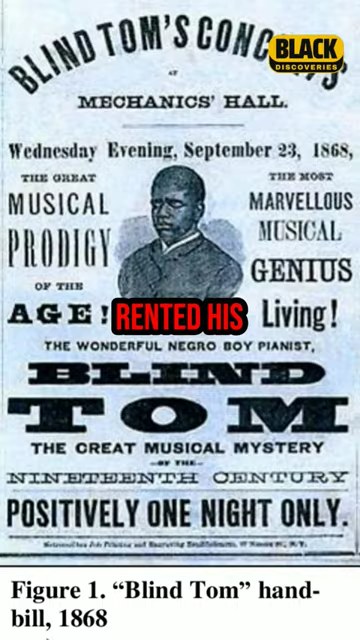 BLIND TOM'S CONC
BLACK
DISCOVERIES
AT
MECHANICS' HALL.
Wednesday Evening, September 23, 1868,
THE GREAT
MUSICAL
PRODIGY
OF THE
AGE!
THE MOST
MARVELLOUS
MUSICAL
GENIUS
Living!
RENTED HIS
THE WONDERFUL NEGRO BOY PIANIST,
BLIND
TOM
THE GREAT MUSICAL MYSTERY
—OF THE—
NINETEENTH CENTURY
POSITIVELY ONE NIGHT ONLY.
Figure 1. “Blind Tom” hand-
bill, 1868